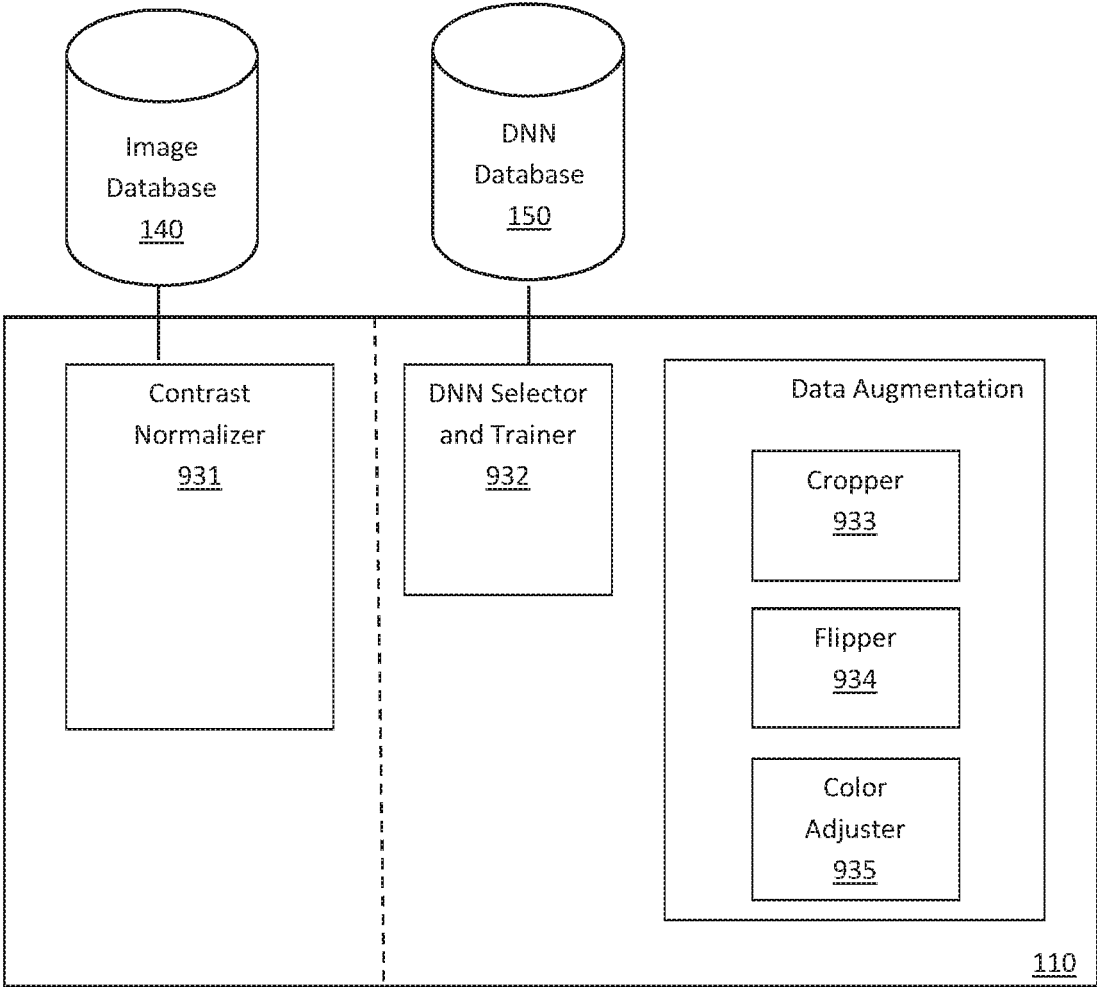 Image
Database
140
DNN
Database
150
Contrast
Normalizer
931
DNN Selector
and Trainer
932
Data Augmentation
Cropper
933
Flipper
934
Color
Adjuster
935
110